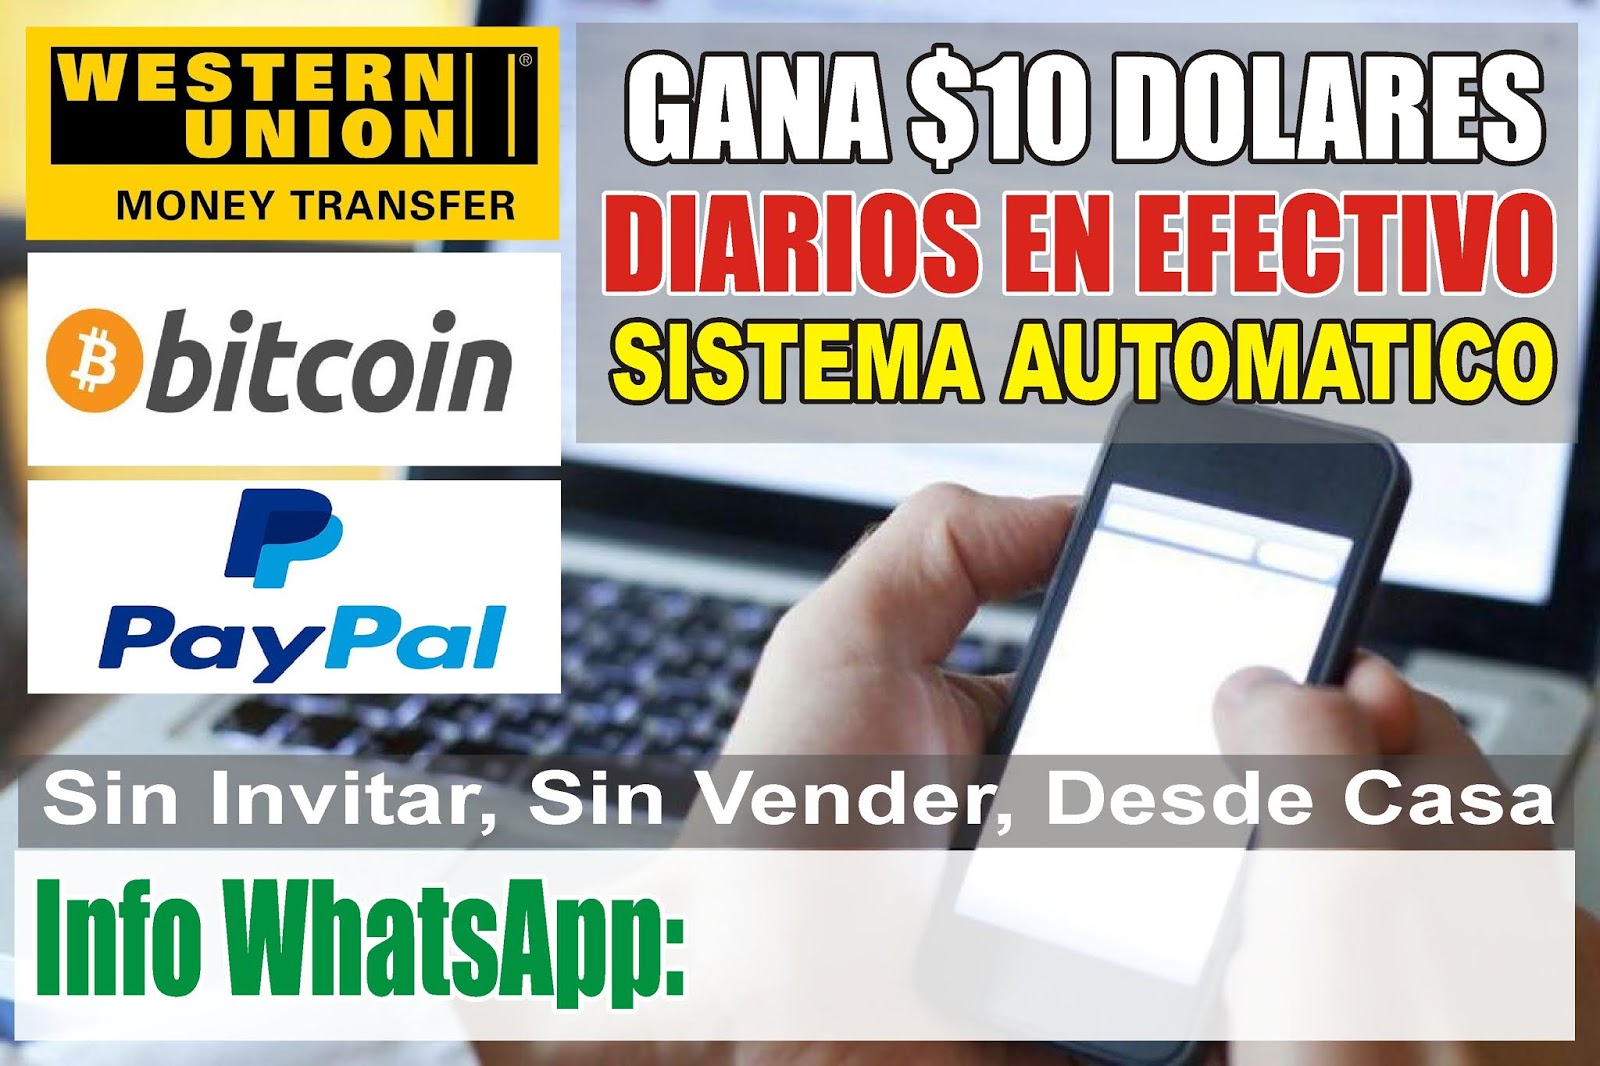 WESTERN
UNION
®
MONEY TRANSFER
bitcoin
PayPal
GANA $10 DOLARES
DIARIOS EN EFECTIVO
SISTEMA AUTOMATICO
Sin Invitar, Sin Vender, Desde Casa
Info WhatsApp: